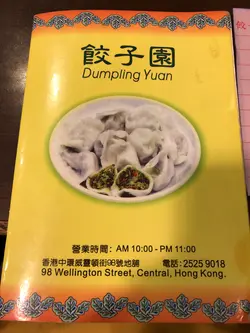 餃子園
Dumpling Yuan
營業時間: AM 10:00 - PM 11:00
香港中環威靈頓街98號地舖 電話: 2525 9018
98 Wellington Street, Central, Hong Kong.